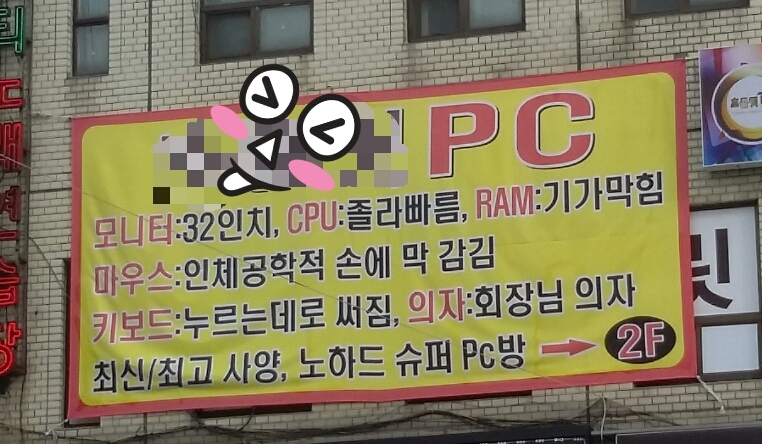 PC
모니터:32인치, CPU:졸라빠름, RAM:기가막힘
마우스:인체공학적 손에 막 감김
키보드:누르는데로 써짐, 의자:회장님 의자
최신/최고 사양, 노하드 슈퍼 Pc방 → 2F
릿